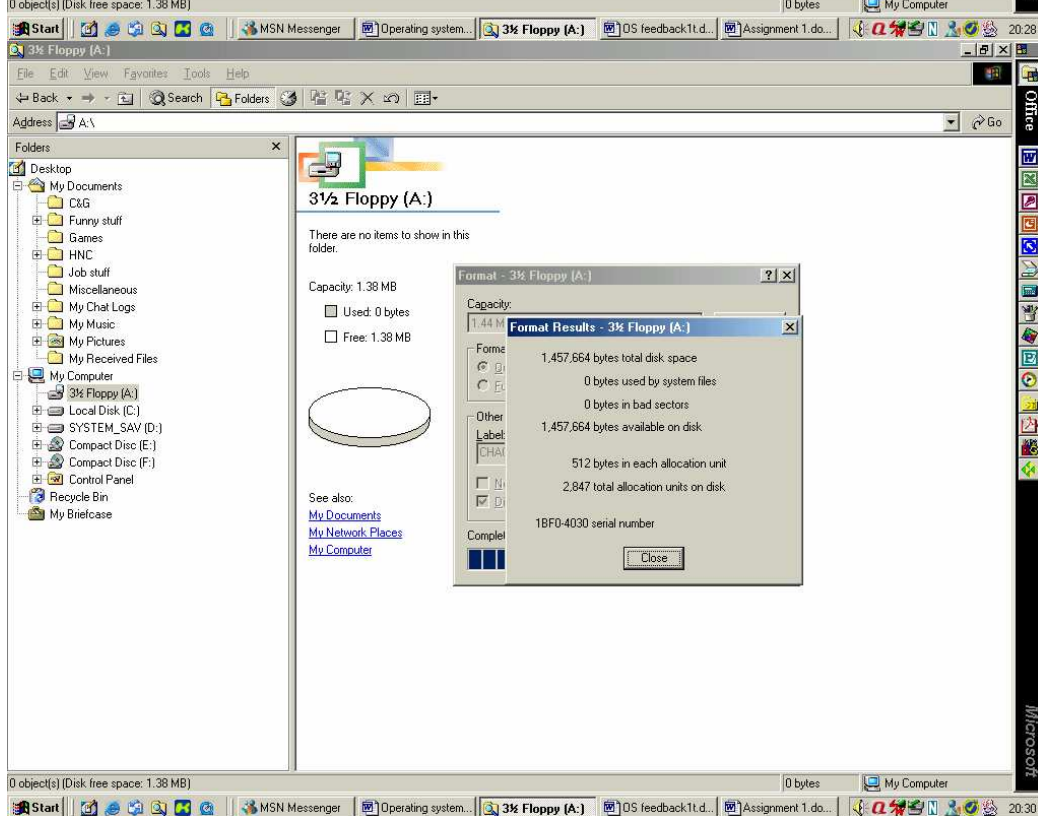 0 object(s) (Disk free space: 1.38 MB) 0 bytes My Computer
Start MSN Messenger Operating system... 3½ Floppy (A:) OS feedback1t.d... Assignment 1.do... 20:28
3½ Floppy (A:)
File Edit View Favorites Tools Help
Back Search Folders
Address A:\ Go
Folders
Desktop
My Documents
C&G
Funny stuff
Games
HNC
Job stuff
Miscellaneous
My Chat Logs
My Music
My Pictures
My Received Files
My Computer
3½ Floppy (A:)
Local Disk (C:)
SYSTEM_SAV (D:)
Compact Disc (E:)
Compact Disc (F:)
Control Panel
Recycle Bin
My Briefcase
3½ Floppy (A:)
There are no items to show in this
folder.
Capacity: 1.38 MB
Used: 0 bytes
Free: 1.38 MB
See also:
My Documents
My Network Places
My Computer
Format - 3½ Floppy (A:)
Capacity:
1.44 M
Forma
Other
Label:
CHA
Complet
Format Results - 3½ Floppy (A:)
1,457,664 bytes total disk space
0 bytes used by system files
0 bytes in bad sectors
1,457,664 bytes available on disk
512 bytes in each allocation unit
2,847 total allocation units on disk
1BF0-4030 serial number
Close
Office
Microsoft
0 object(s) (Disk free space: 1.38 MB) 0 bytes My Computer
Start MSN Messenger Operating system... 3½ Floppy (A:) OS feedback1t.d... Assignment 1.do... 20:30